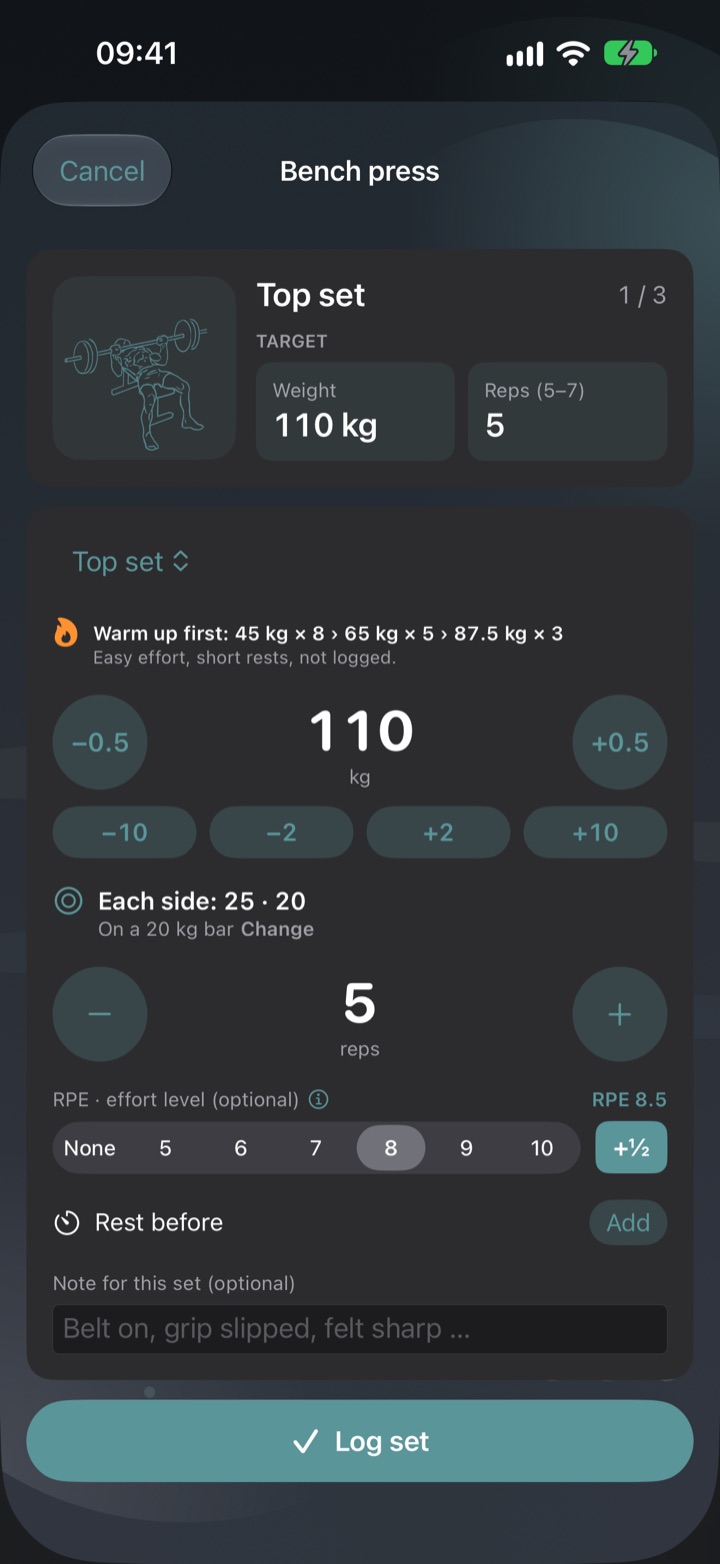 09:41
Cancel
Bench press
Top set
1 / 3
TARGET
Weight
110 kg
Reps (5–7)
5
Top set
Warm up first: 45 kg × 8 › 65 kg × 5 › 87.5 kg × 3
Easy effort, short rests, not logged.
−0.5
110
+0.5
kg
−10
−2
+2
+10
Each side: 25 · 20
On a 20 kg bar Change
−
5
+
reps
RPE · effort level (optional)
RPE 8.5
None
5
6
7
8
9
10
+½
Rest before
Add
Note for this set (optional)
Belt on, grip slipped, felt sharp ...
Log set